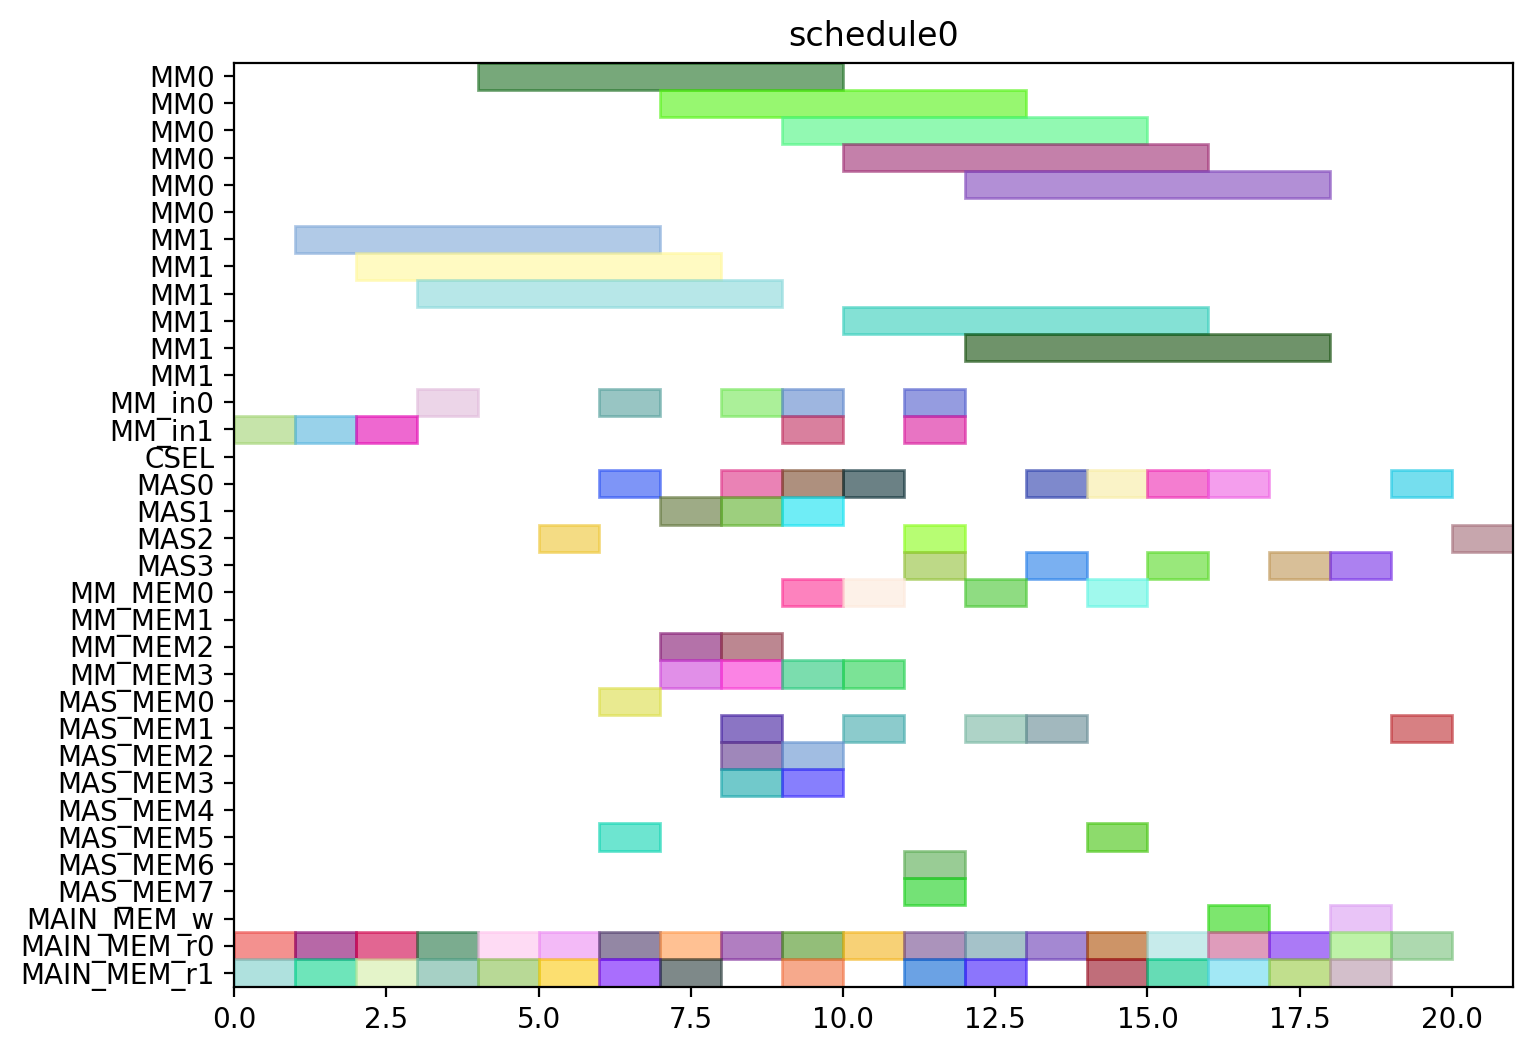 schedule0
MM0
MM0
MM0
MM0
MM0
MM0
MM1
MM1
MM1
MM1
MM1
MM1
MM_in0
MM_in1
CSEL
MAS0
MAS1
MAS2
MAS3
MM_MEM0
MM_MEM1
MM_MEM2
MM_MEM3
MAS_MEM0
MAS_MEM1
MAS_MEM2
MAS_MEM3
MAS_MEM4
MAS_MEM5
MAS_MEM6
MAS_MEM7
MAIN_MEM_w
MAIN_MEM_r0
MAIN_MEM_r1
0.0 2.5 5.0 7.5 10.0 12.5 15.0 17.5 20.0